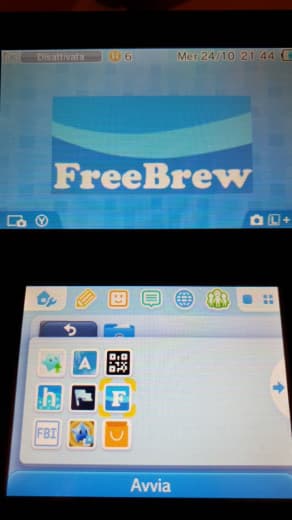 Disattivata 6 Mer 24/10 21:44
FreeBrew
Y L +
A
h F
FBI
Avvia